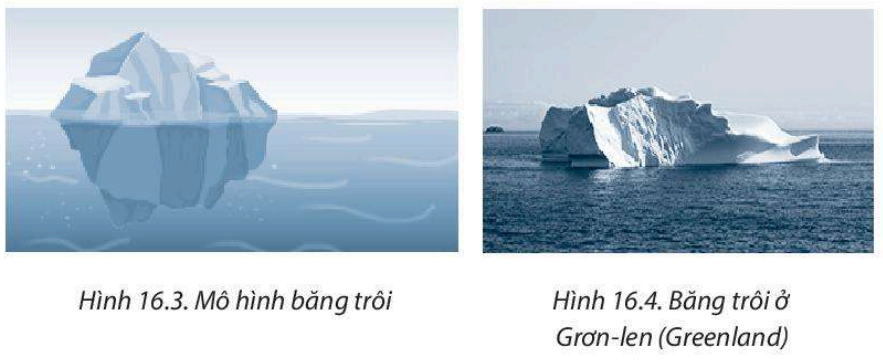 Hình 16.3. Mô hình băng trôi
Hình 16.4. Băng trôi ở
Grơn-len (Greenland)